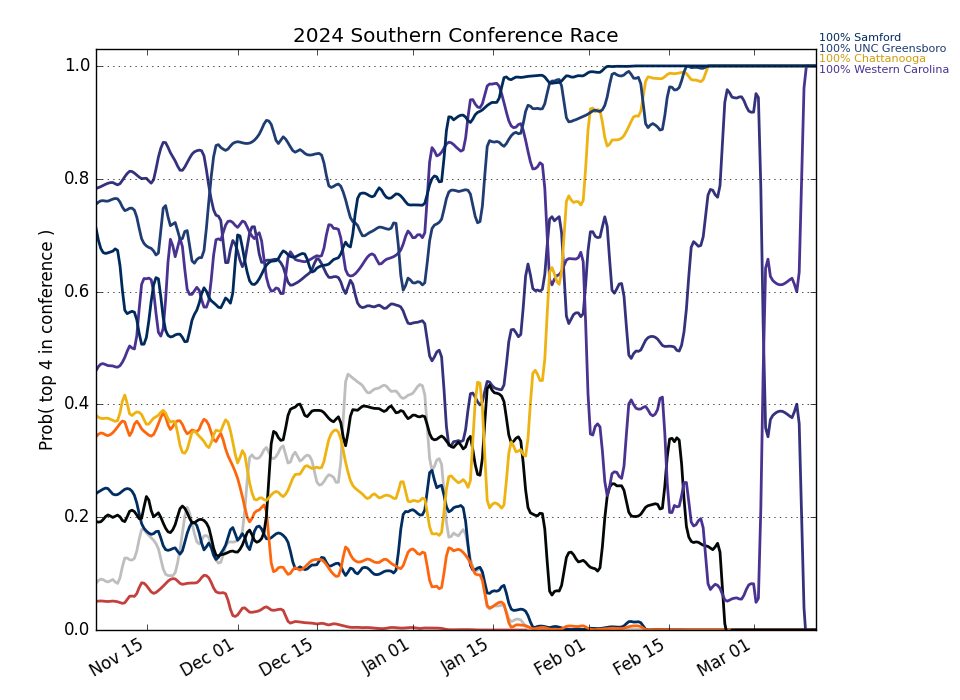 2024 Southern Conference Race
100% Samford
100% UNC Greensboro
100% Chattanooga
100% Western Carolina
Prob( top 4 in conference )
1.0
0.8
0.6
0.4
0.2
0.0
Nov 15
Dec 01
Dec 15
Jan 01
Jan 15
Feb 01
Feb 15
Mar 01